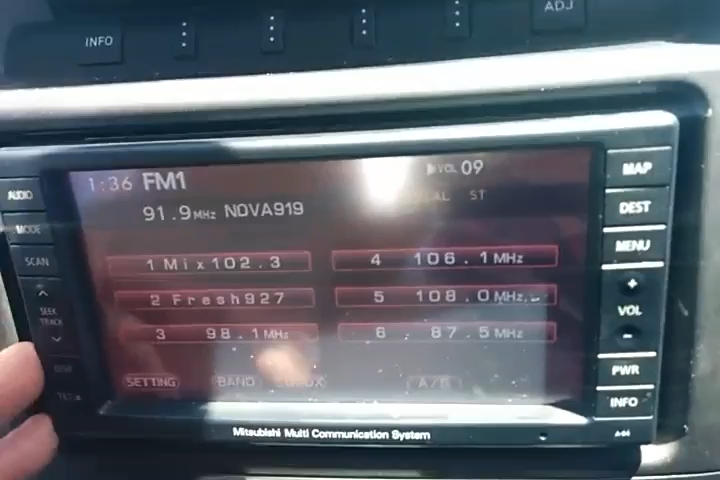 INFO
ADJ
1:36 FM1
VOL 09
ST
91.9MHz NOVA919
1 Mix102.3
4 106.1MHz
2 Fresh927
5 108.0MHz
3 98.1MHz
6 87.5MHz
SETTING BAND A/S
AUDIO
MODE
SCAN
SEEK
TRACK
DISP
MAP
DEST
MENU
+
VOL
-
PWR
INFO
Mitsubishi Multi Communication System